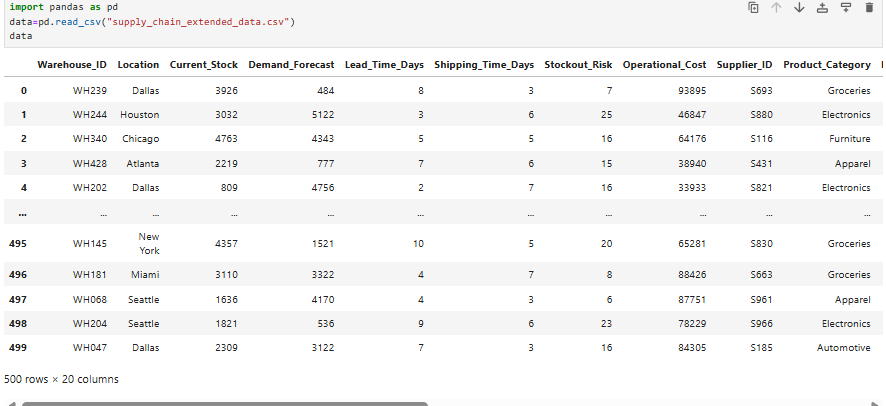 import pandas as pd
data=pd.read_csv("supply_chain_extended_data.csv")
data
Warehouse_ID Location Current_Stock Demand_Forecast Lead_Time_Days Shipping_Time_Days Stockout_Risk Operational_Cost Supplier_ID Product_Category
0 WH239 Dallas 3926 484 8 3 7 93895 S693 Groceries
1 WH244 Houston 3032 5122 3 6 25 46847 S880 Electronics
2 WH340 Chicago 4763 4343 5 5 16 64176 S116 Furniture
3 WH428 Atlanta 2219 777 7 6 15 38940 S431 Apparel
4 WH202 Dallas 809 4756 2 7 16 33933 S821 Electronics
... ... ... ... ... ... ... ... ... ... ...
495 WH145 New York 4357 1521 10 5 20 65281 S830 Groceries
496 WH181 Miami 3110 3322 4 7 8 88426 S663 Groceries
497 WH068 Seattle 1636 4170 4 3 6 87751 S961 Apparel
498 WH204 Seattle 1821 536 9 6 23 78229 S966 Electronics
499 WH047 Dallas 2309 3122 7 3 16 84305 S185 Automotive
500 rows × 20 columns